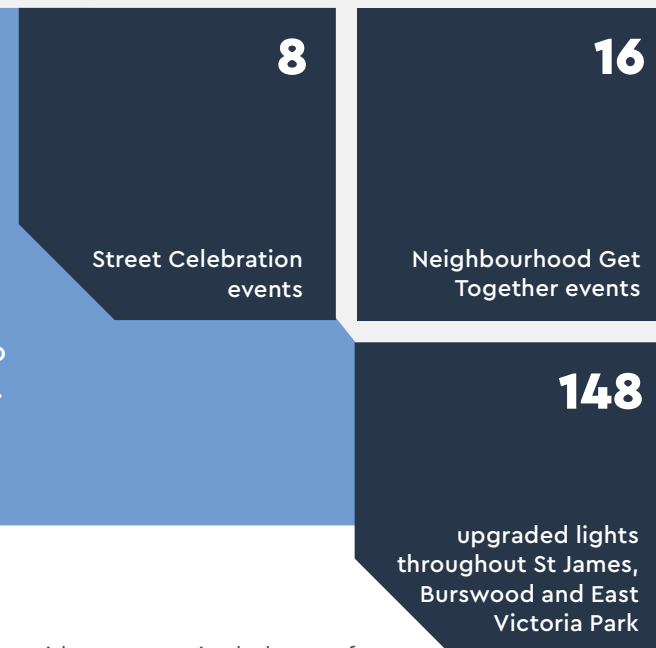 8
Street Celebration
events
16
Neighbourhood Get
Together events
148
upgraded lights
throughout St James,
Burswood and East
Victoria Park